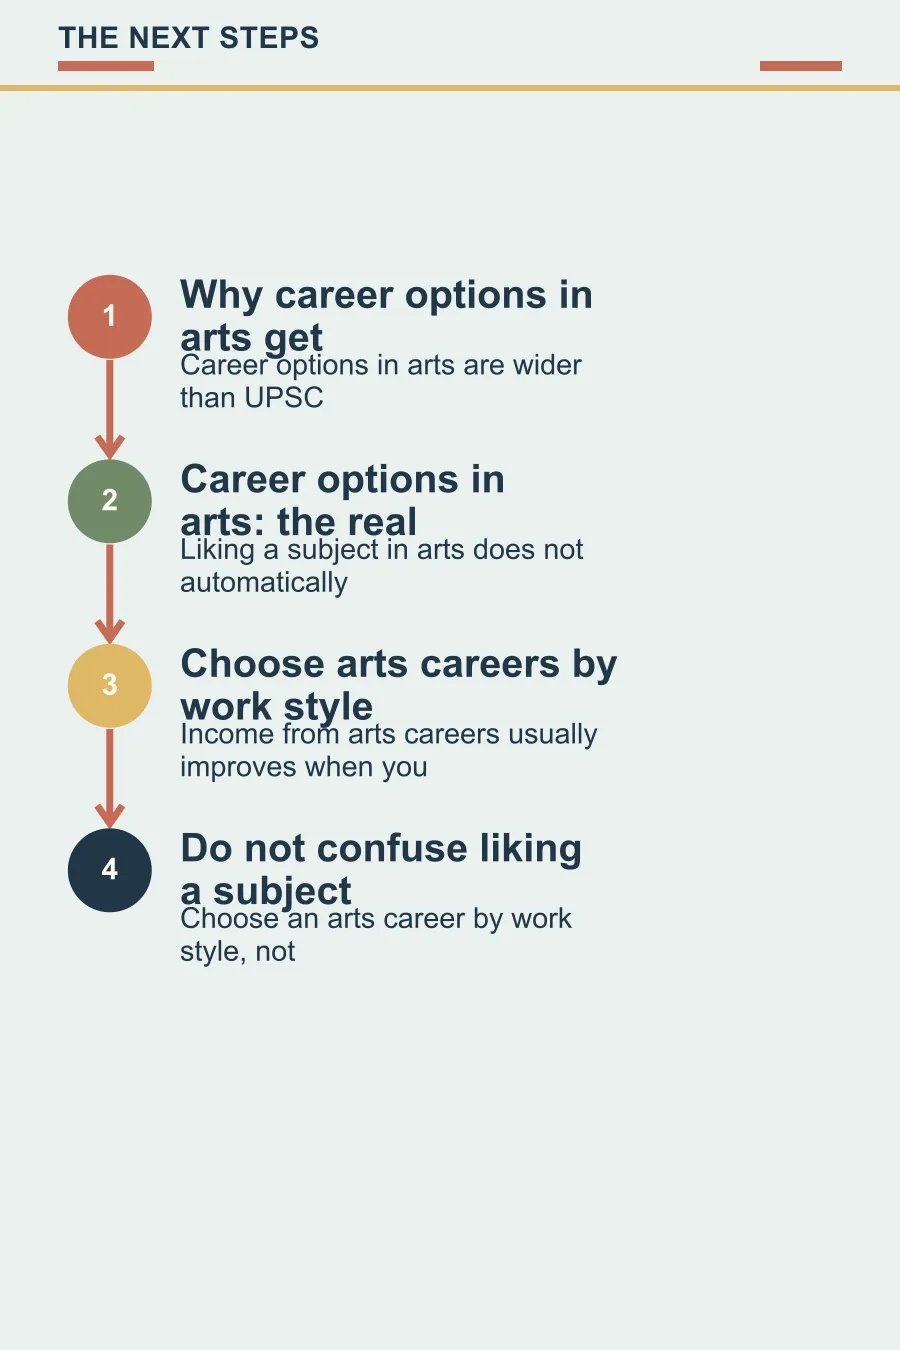 THE NEXT STEPS
1
Why career options in
arts get
Career options in arts are wider
than UPSC
2
Career options in
arts: the real
Liking a subject in arts does not
automatically
3
Choose arts careers by
work style
Income from arts careers usually
improves when you
4
Do not confuse liking
a subject
Choose an arts career by work
style, not